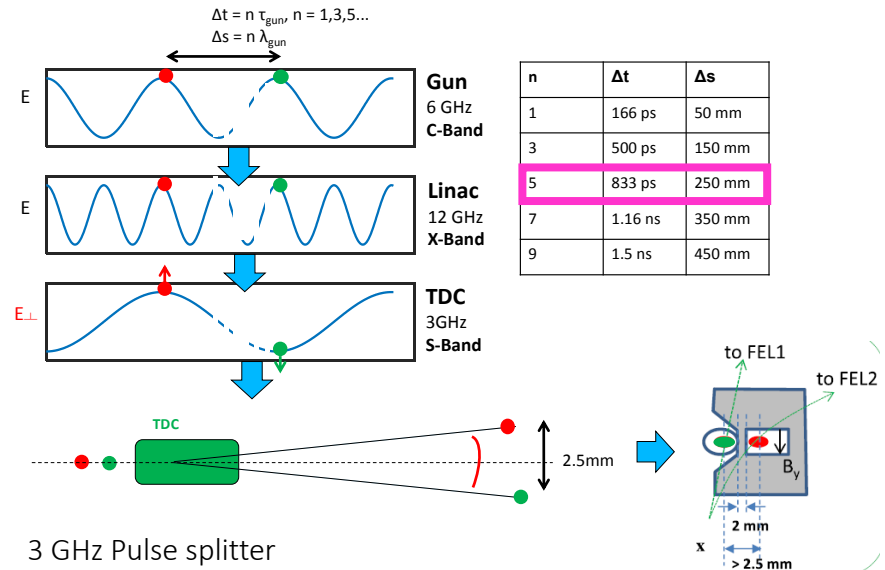 Δt = n τgun, n = 1,3,5...
Δs = n λgun
E
Gun
6 GHz
C-Band
E
Linac
12 GHz
X-Band
E⊥
TDC
3GHz
S-Band
n Δt Δs
1 166 ps 50 mm
3 500 ps 150 mm
5 833 ps 250 mm
7 1.16 ns 350 mm
9 1.5 ns 450 mm
TDC
2.5mm
to FEL1
to FEL2
By
2 mm
x
> 2.5 mm
3 GHz Pulse splitter